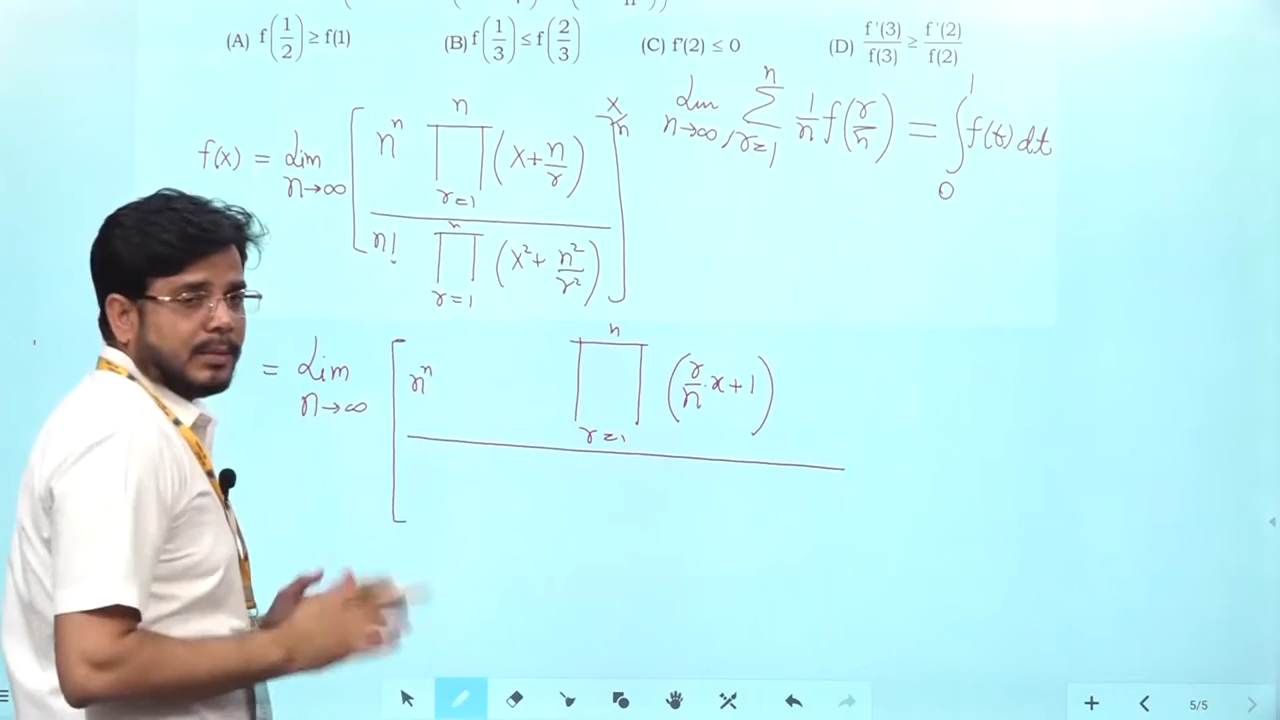 (A) f(1/2) ≥ f(1) (B) f(1/3) ≤ f(2/3) (C) f'(2) ≤ 0 (D) f'(3)/f(3) ≥ f'(2)/f(2)
f(x) = Lim n→∞ [ n^n ∏_{r=1}^{n} (x + n/r) / n! ∏_{r=1}^{n} (x² + n²/r²) ]^{x/n}
Lim n→∞ ∑_{r=1}^{n} 1/n f(r/n) = ∫_0^1 f(t) dt
= Lim n→∞ [ n^n ∏_{r=1}^{n} (r/n · x + 1)
5/5